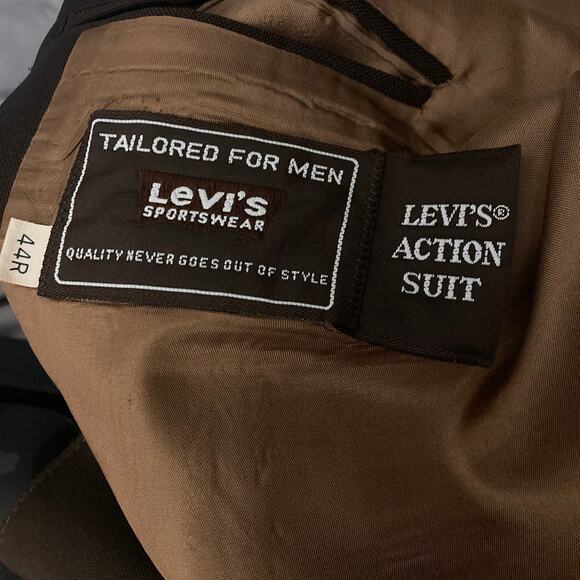 TAILORED FOR MEN
Levi's
SPORTSWEAR
QUALITY NEVER GOES OUT OF STYLE
LEVI'S®
ACTION
SUIT
44R